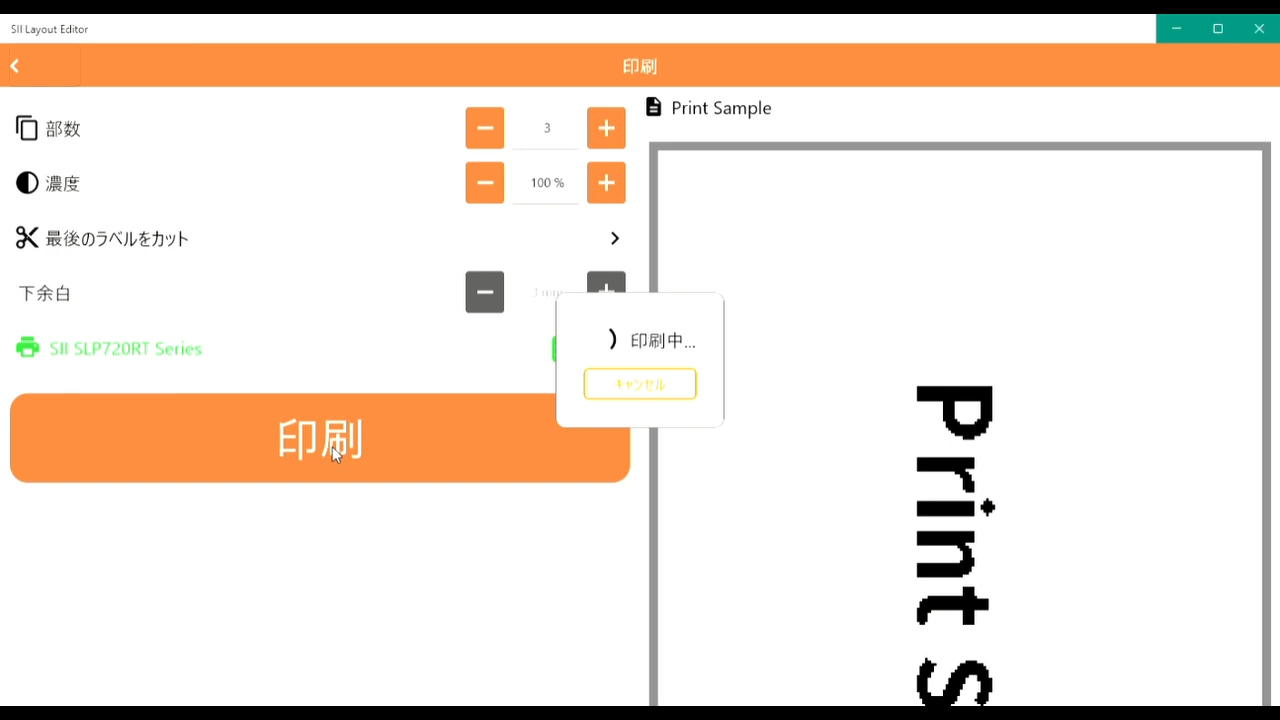 SII Layout Editor
印刷
部数
3
濃度
100 %
最後のラベルをカット
下余白
SII SLP720RT Series
印刷
印刷中...
キャンセル
Print Sample
Print S